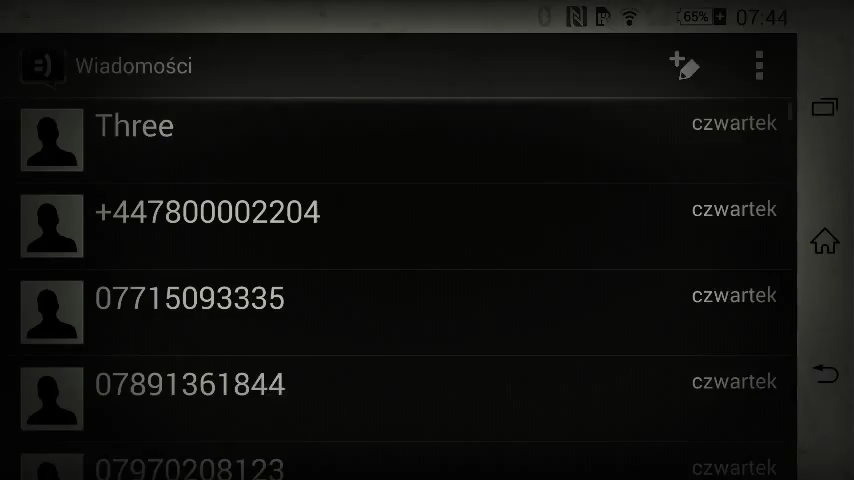 65% 07:44
Wiadomości
Three czwartek
+447800002204 czwartek
07715093335 czwartek
07891361844 czwartek
07970208123 czwartek